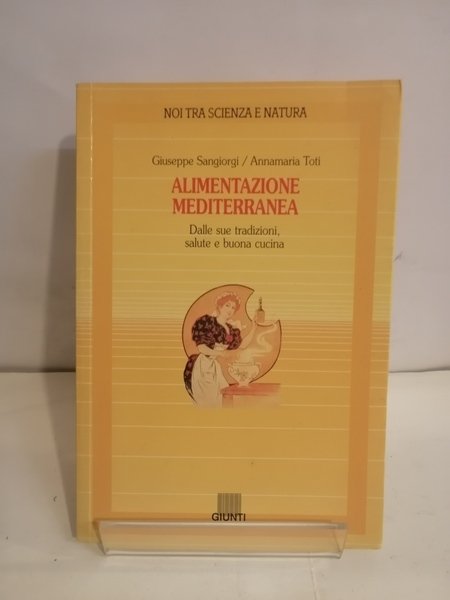 NOI TRA SCIENZA E NATURA
Giuseppe Sangiorgi / Annamaria Toti
ALIMENTAZIONE
MEDITERRANEA
Dalle sue tradizioni,
salute e buona cucina
GIUNTI